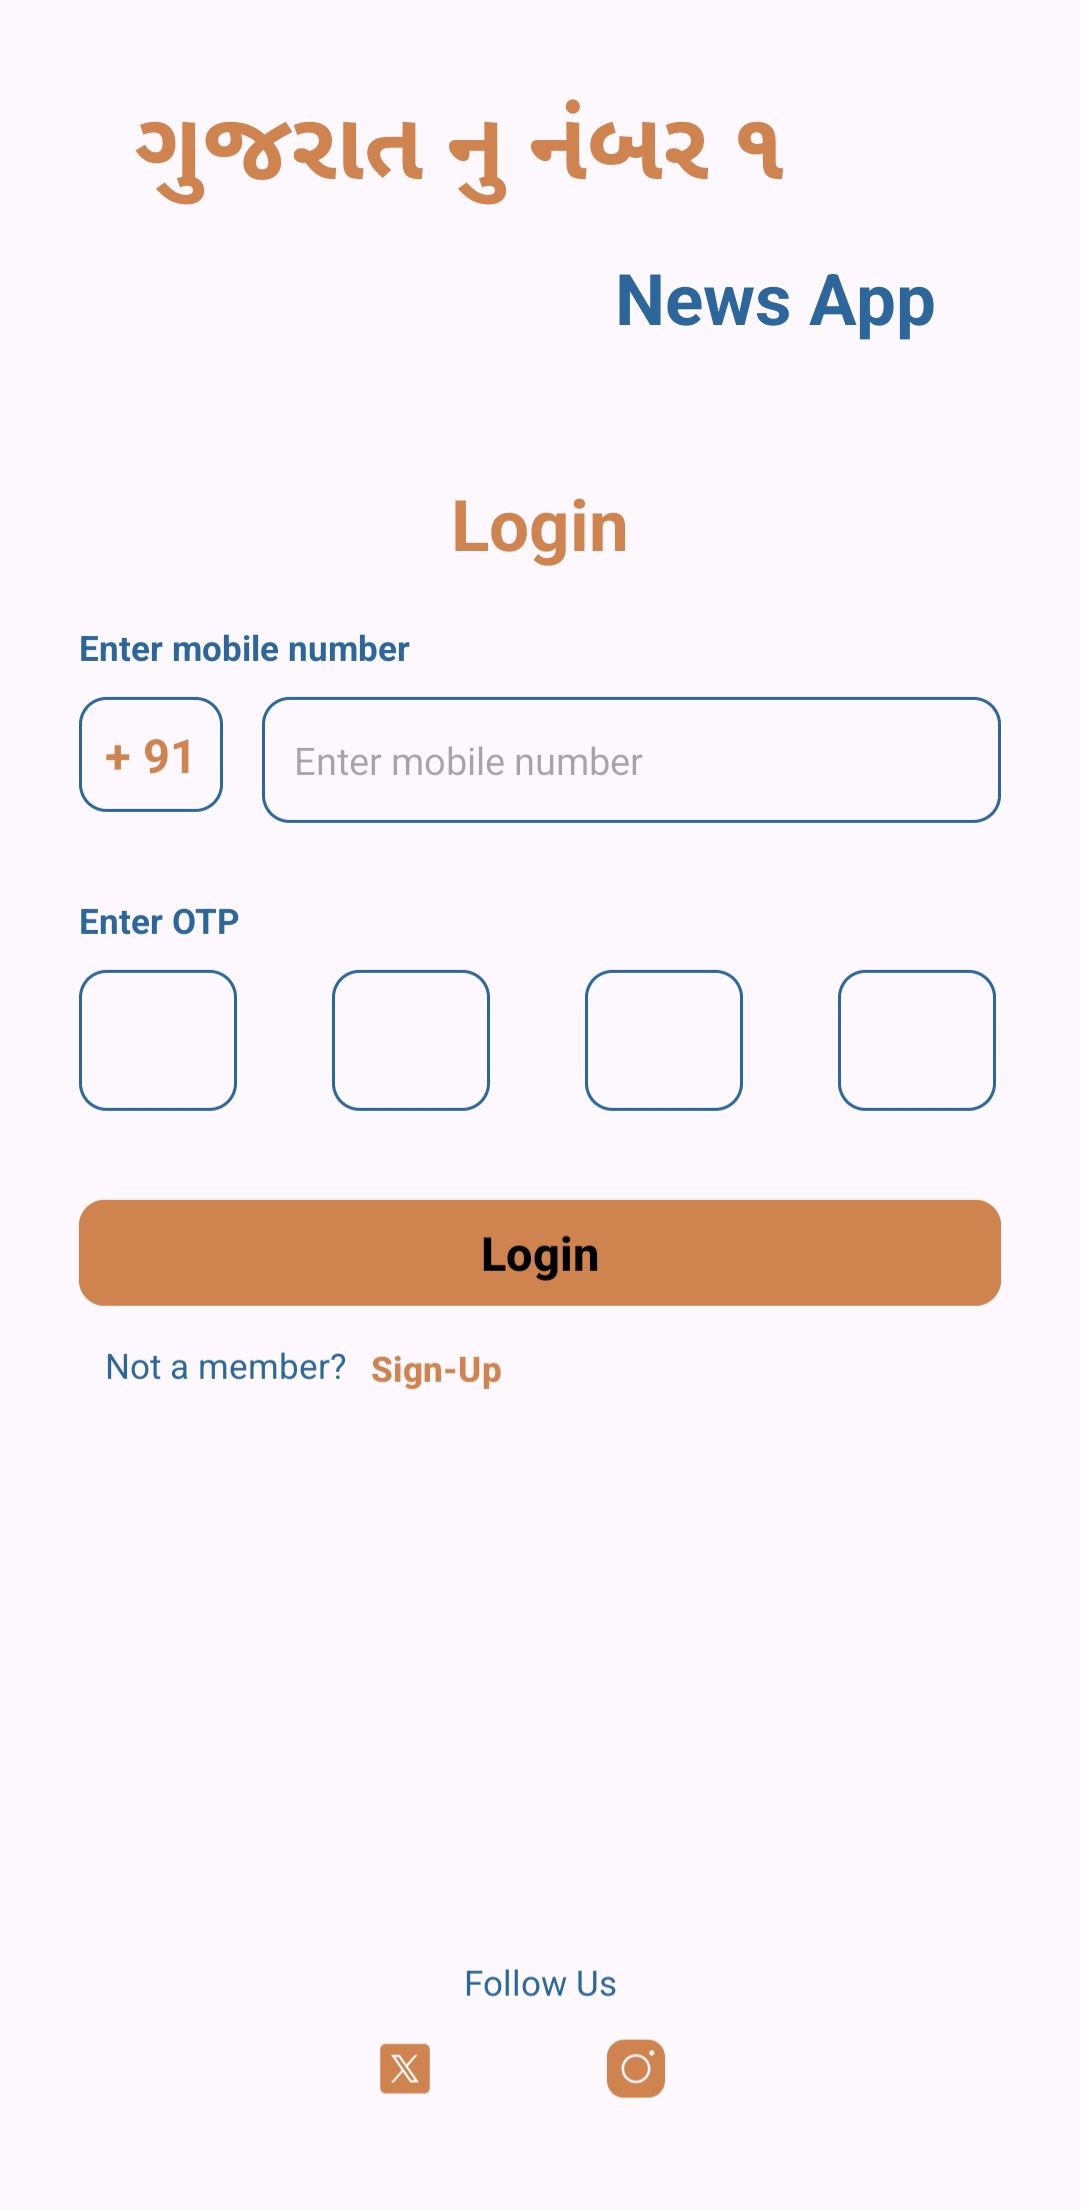 ગુજરાત નુ નંબર ૧
News App
Login
Enter mobile number
+ 91
Enter mobile number
Enter OTP
Login
Not a member? Sign-Up
Follow Us